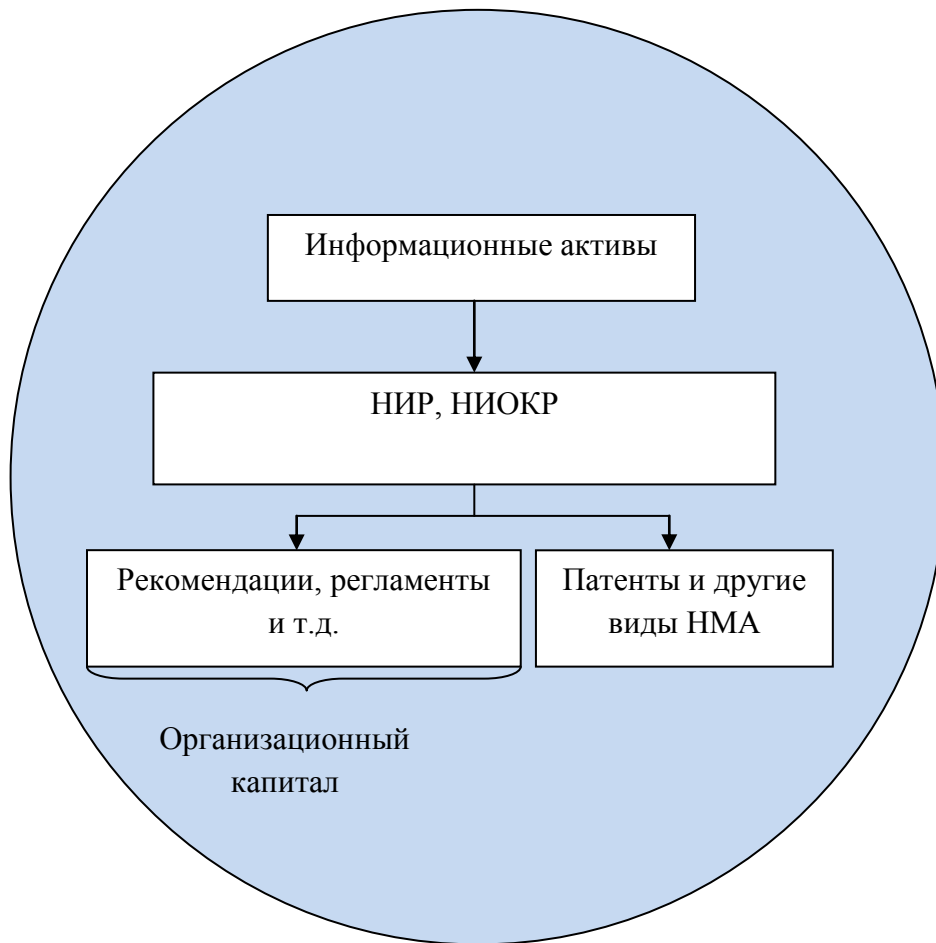 Информационные активы
НИР, НИОКР
Рекомендации, регламенты
и т.д.
Патенты и другие
виды НМА
Организационный
капитал